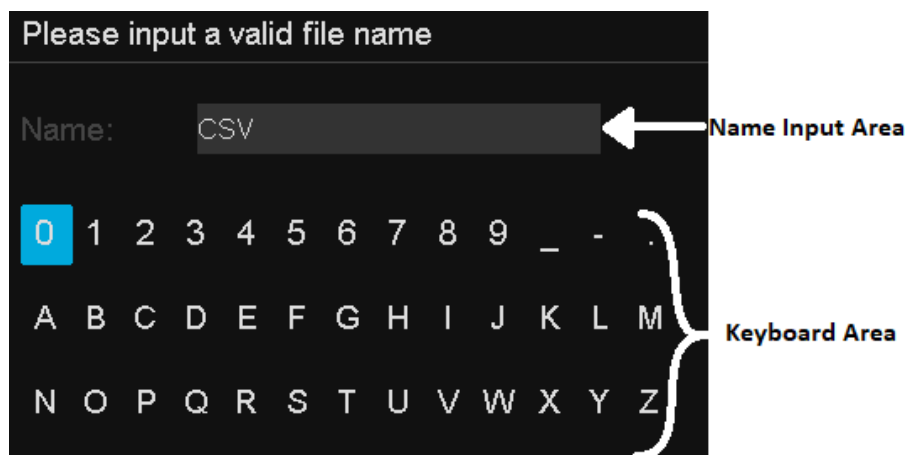 Please input a valid file name
Name: CSV
Name Input Area
0 1 2 3 4 5 6 7 8 9 _ - .
A B C D E F G H I J K L M
Keyboard Area
N O P Q R S T U V W X Y Z